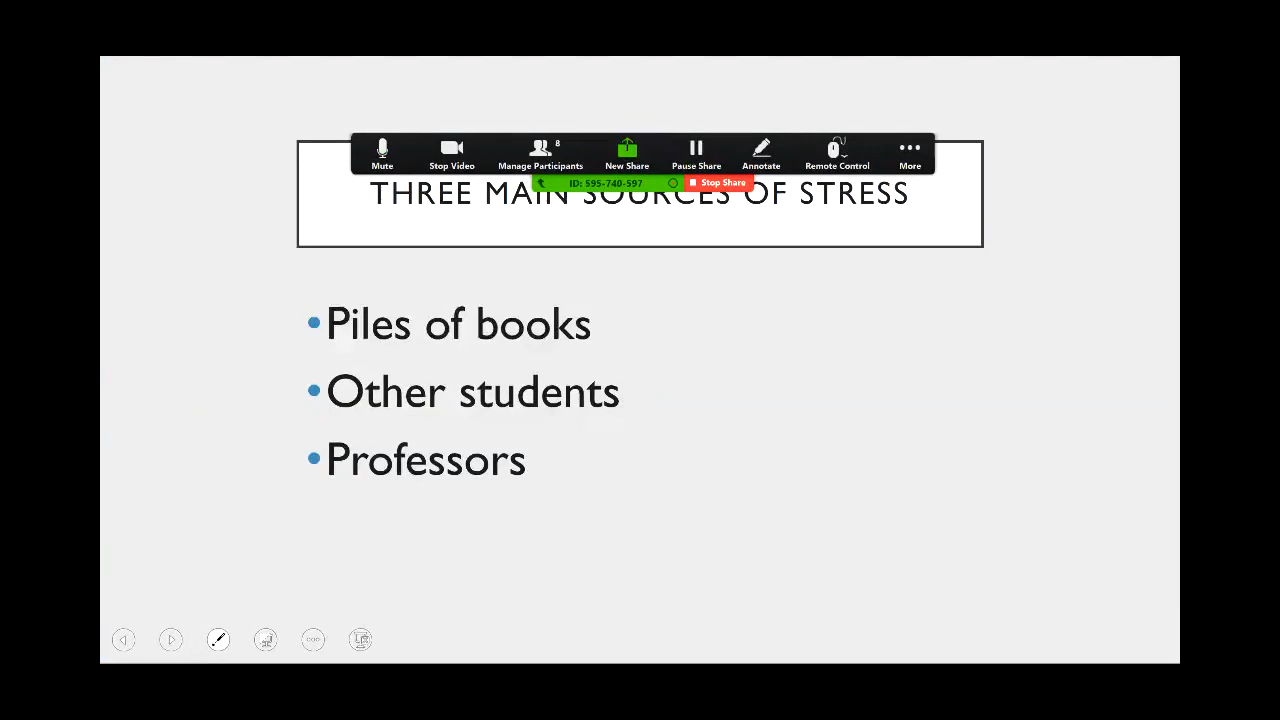 Mute Stop Video Manage Participants 8 New Share Pause Share Annotate Remote Control More
ID: 595-740-597 Stop Share
THREE MAIN SOURCES OF STRESS
•Piles of books
•Other students
•Professors